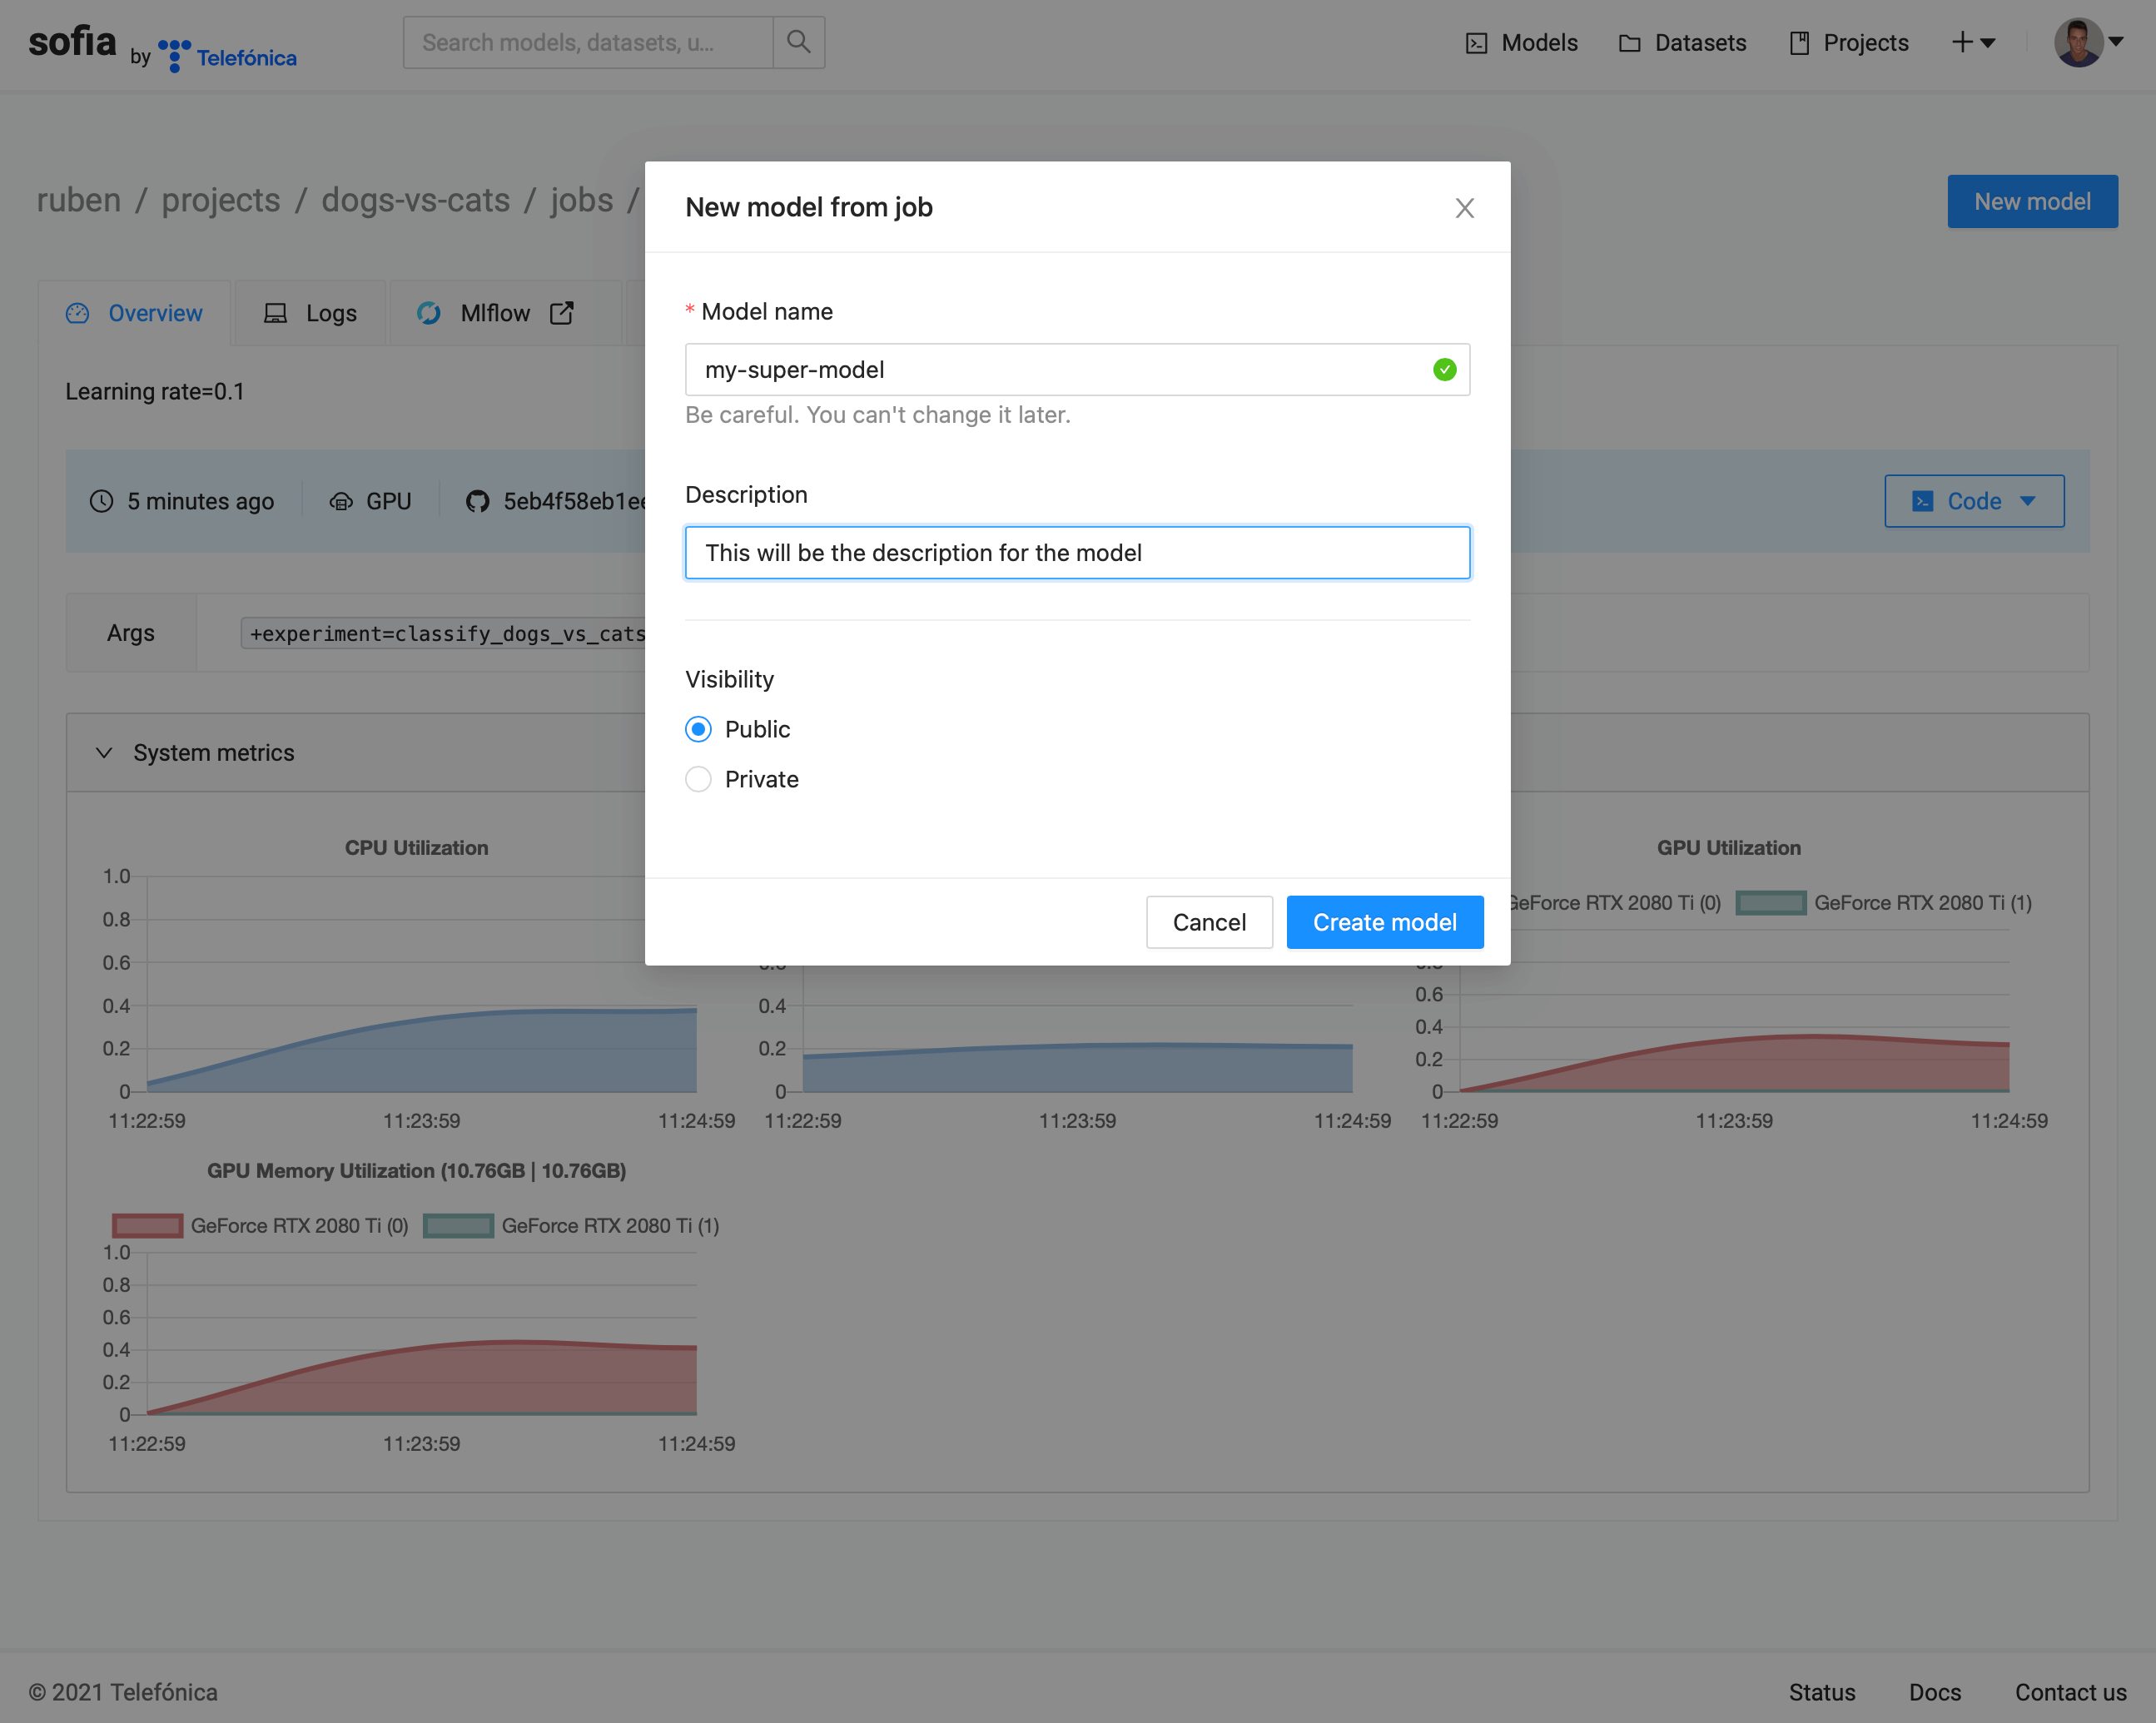 sofia by Telefónica
Search models, datasets, u...
Models
Datasets
Projects
ruben / projects / dogs-vs-cats / jobs /
New model
Overview
Logs
Mlflow
Learning rate=0.1
5 minutes ago
GPU
Code
Args
+experiment=classify_dogs_vs_cats
System metrics
New model from job
* Model name
my-super-model
Be careful. You can't change it later.
Description
This will be the description for the model
Visibility
Public
Private
Cancel
Create model
CPU Utilization
1.0
0.8
0.6
0.4
0.2
0
11:22:59 11:23:59 11:24:59
0.4
0.2
0
11:22:59 11:23:59 11:24:59
GPU Utilization
GeForce RTX 2080 Ti (0) GeForce RTX 2080 Ti (1)
0.6
0.4
0.2
0
11:22:59 11:23:59 11:24:59
GPU Memory Utilization (10.76GB | 10.76GB)
GeForce RTX 2080 Ti (0) GeForce RTX 2080 Ti (1)
1.0
0.8
0.6
0.4
0.2
0
11:22:59 11:23:59 11:24:59
© 2021 Telefónica
Status
Docs
Contact us